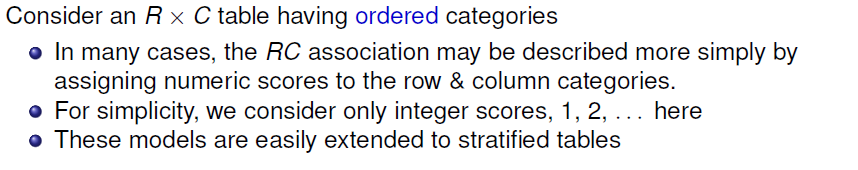 Consider an R × C table having ordered categories
In many cases, the RC association may be described more simply by
assigning numeric scores to the row & column categories.
For simplicity, we consider only integer scores, 1, 2, ... here
These models are easily extended to stratified tables